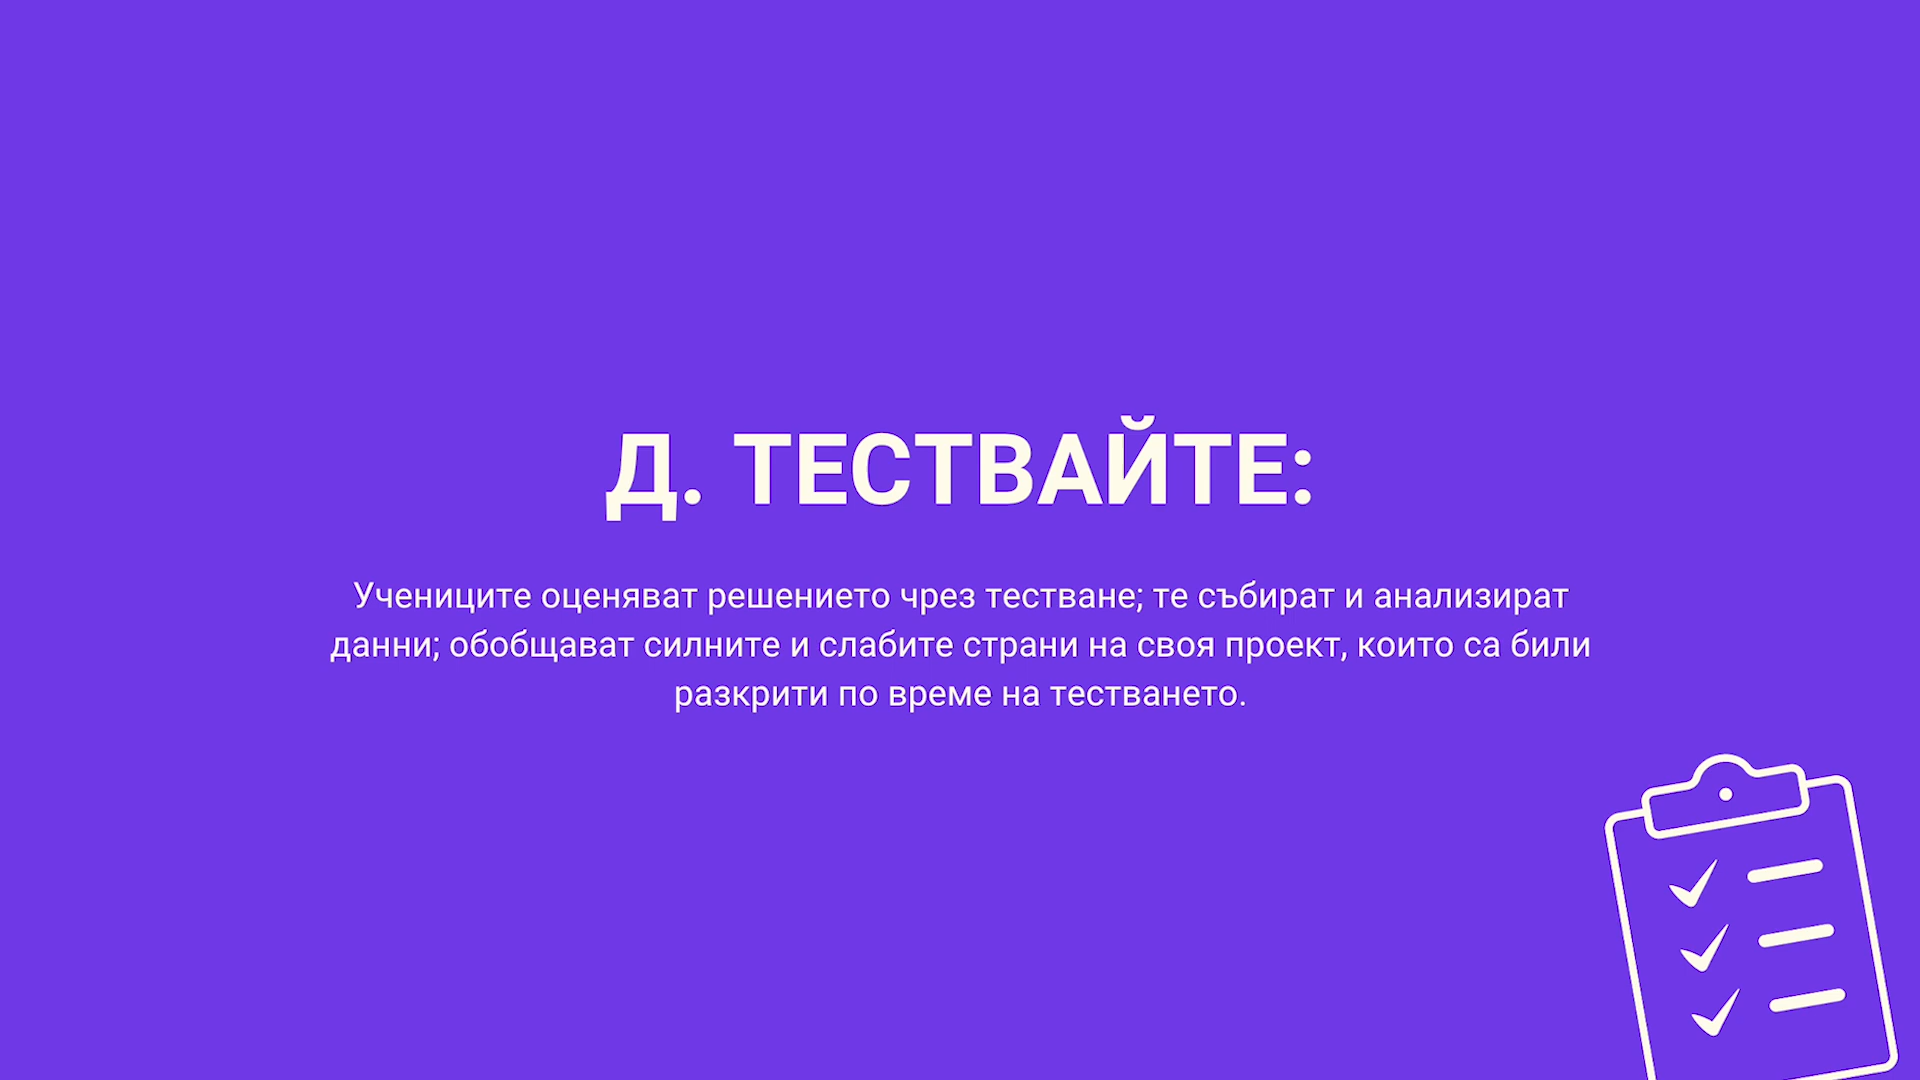 Д. ТЕСТВАЙТЕ:
Учениците оценяват решението чрез тестване; те събират и анализират
данни; обобщават силните и слабите страни на своя проект, които са били
разкрити по време на тестването.